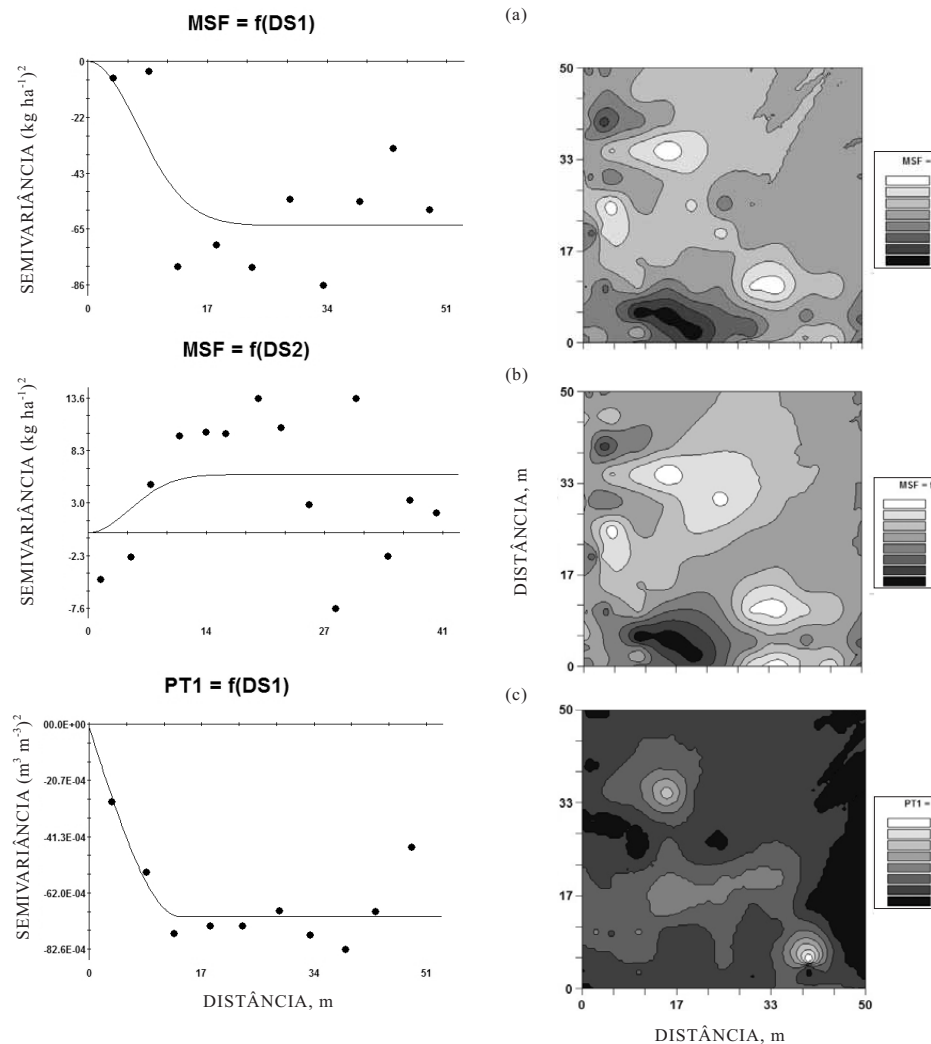 MSF = f(DS1)
SEMIVARIÂNCIA (kg ha⁻¹)²
0
-22
-43
-65
-86
0 17 34 51
(a)
50
33
17
0
MSF =
MSF = f(DS2)
SEMIVARIÂNCIA (kg ha⁻¹)²
13.6
8.3
3.0
-2.3
-7.6
0 14 27 41
(b)
DISTÂNCIA, m
50
33
17
0
MSF =
PT1 = f(DS1)
SEMIVARIÂNCIA (m³ m⁻³)²
00.0E+00
-20.7E-04
-41.3E-04
-62.0E-04
-82.6E-04
0 17 34 51
DISTÂNCIA, m
(c)
50
33
17
0
0 17 33 50
DISTÂNCIA, m
PT1 =